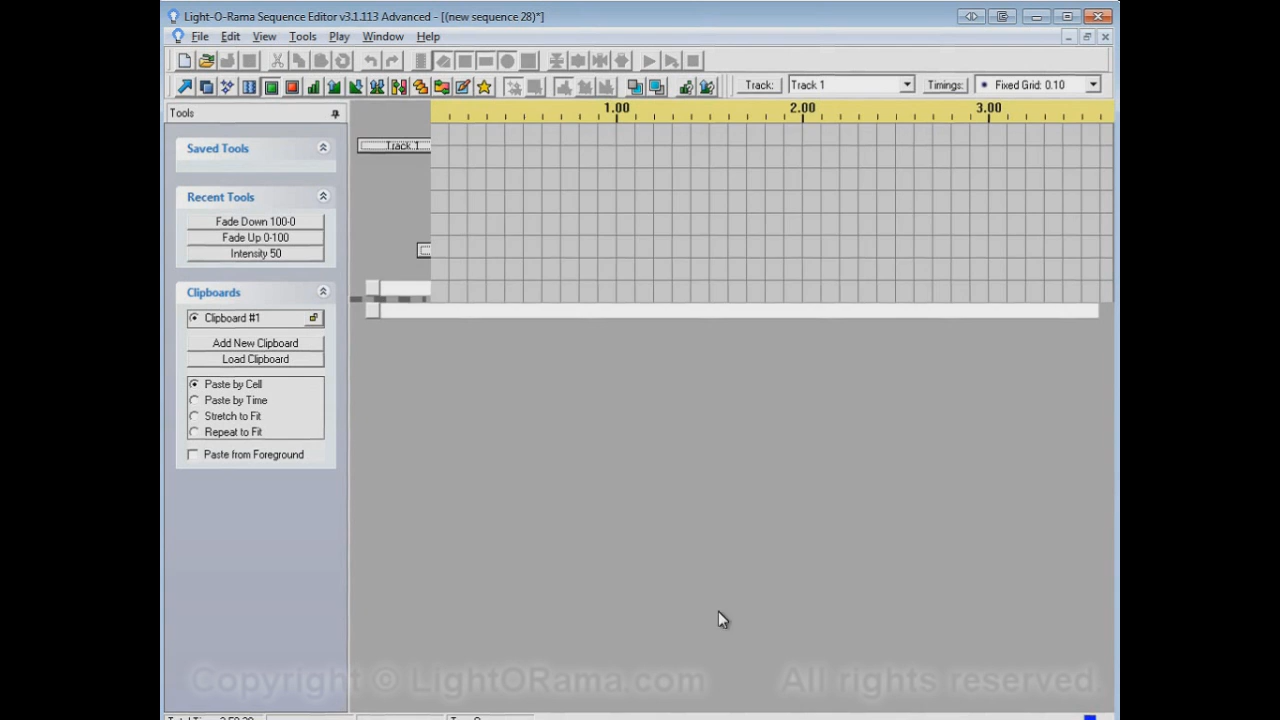 Light-O-Rama Sequence Editor v3.1.113 Advanced - [(new sequence 28)*]
File Edit View Tools Play Window Help
Track: Track 1 Timings: Fixed Grid: 0.10
Tools
1.00 2.00 3.00
Track 1
Saved Tools
Recent Tools
Fade Down 100-0
Fade Up 0-100
Intensity 50
Clipboards
Clipboard #1
Add New Clipboard
Load Clipboard
Paste by Cell
Paste by Time
Stretch to Fit
Repeat to Fit
Paste from Foreground
Copyright © LightORama.com All rights reserved.